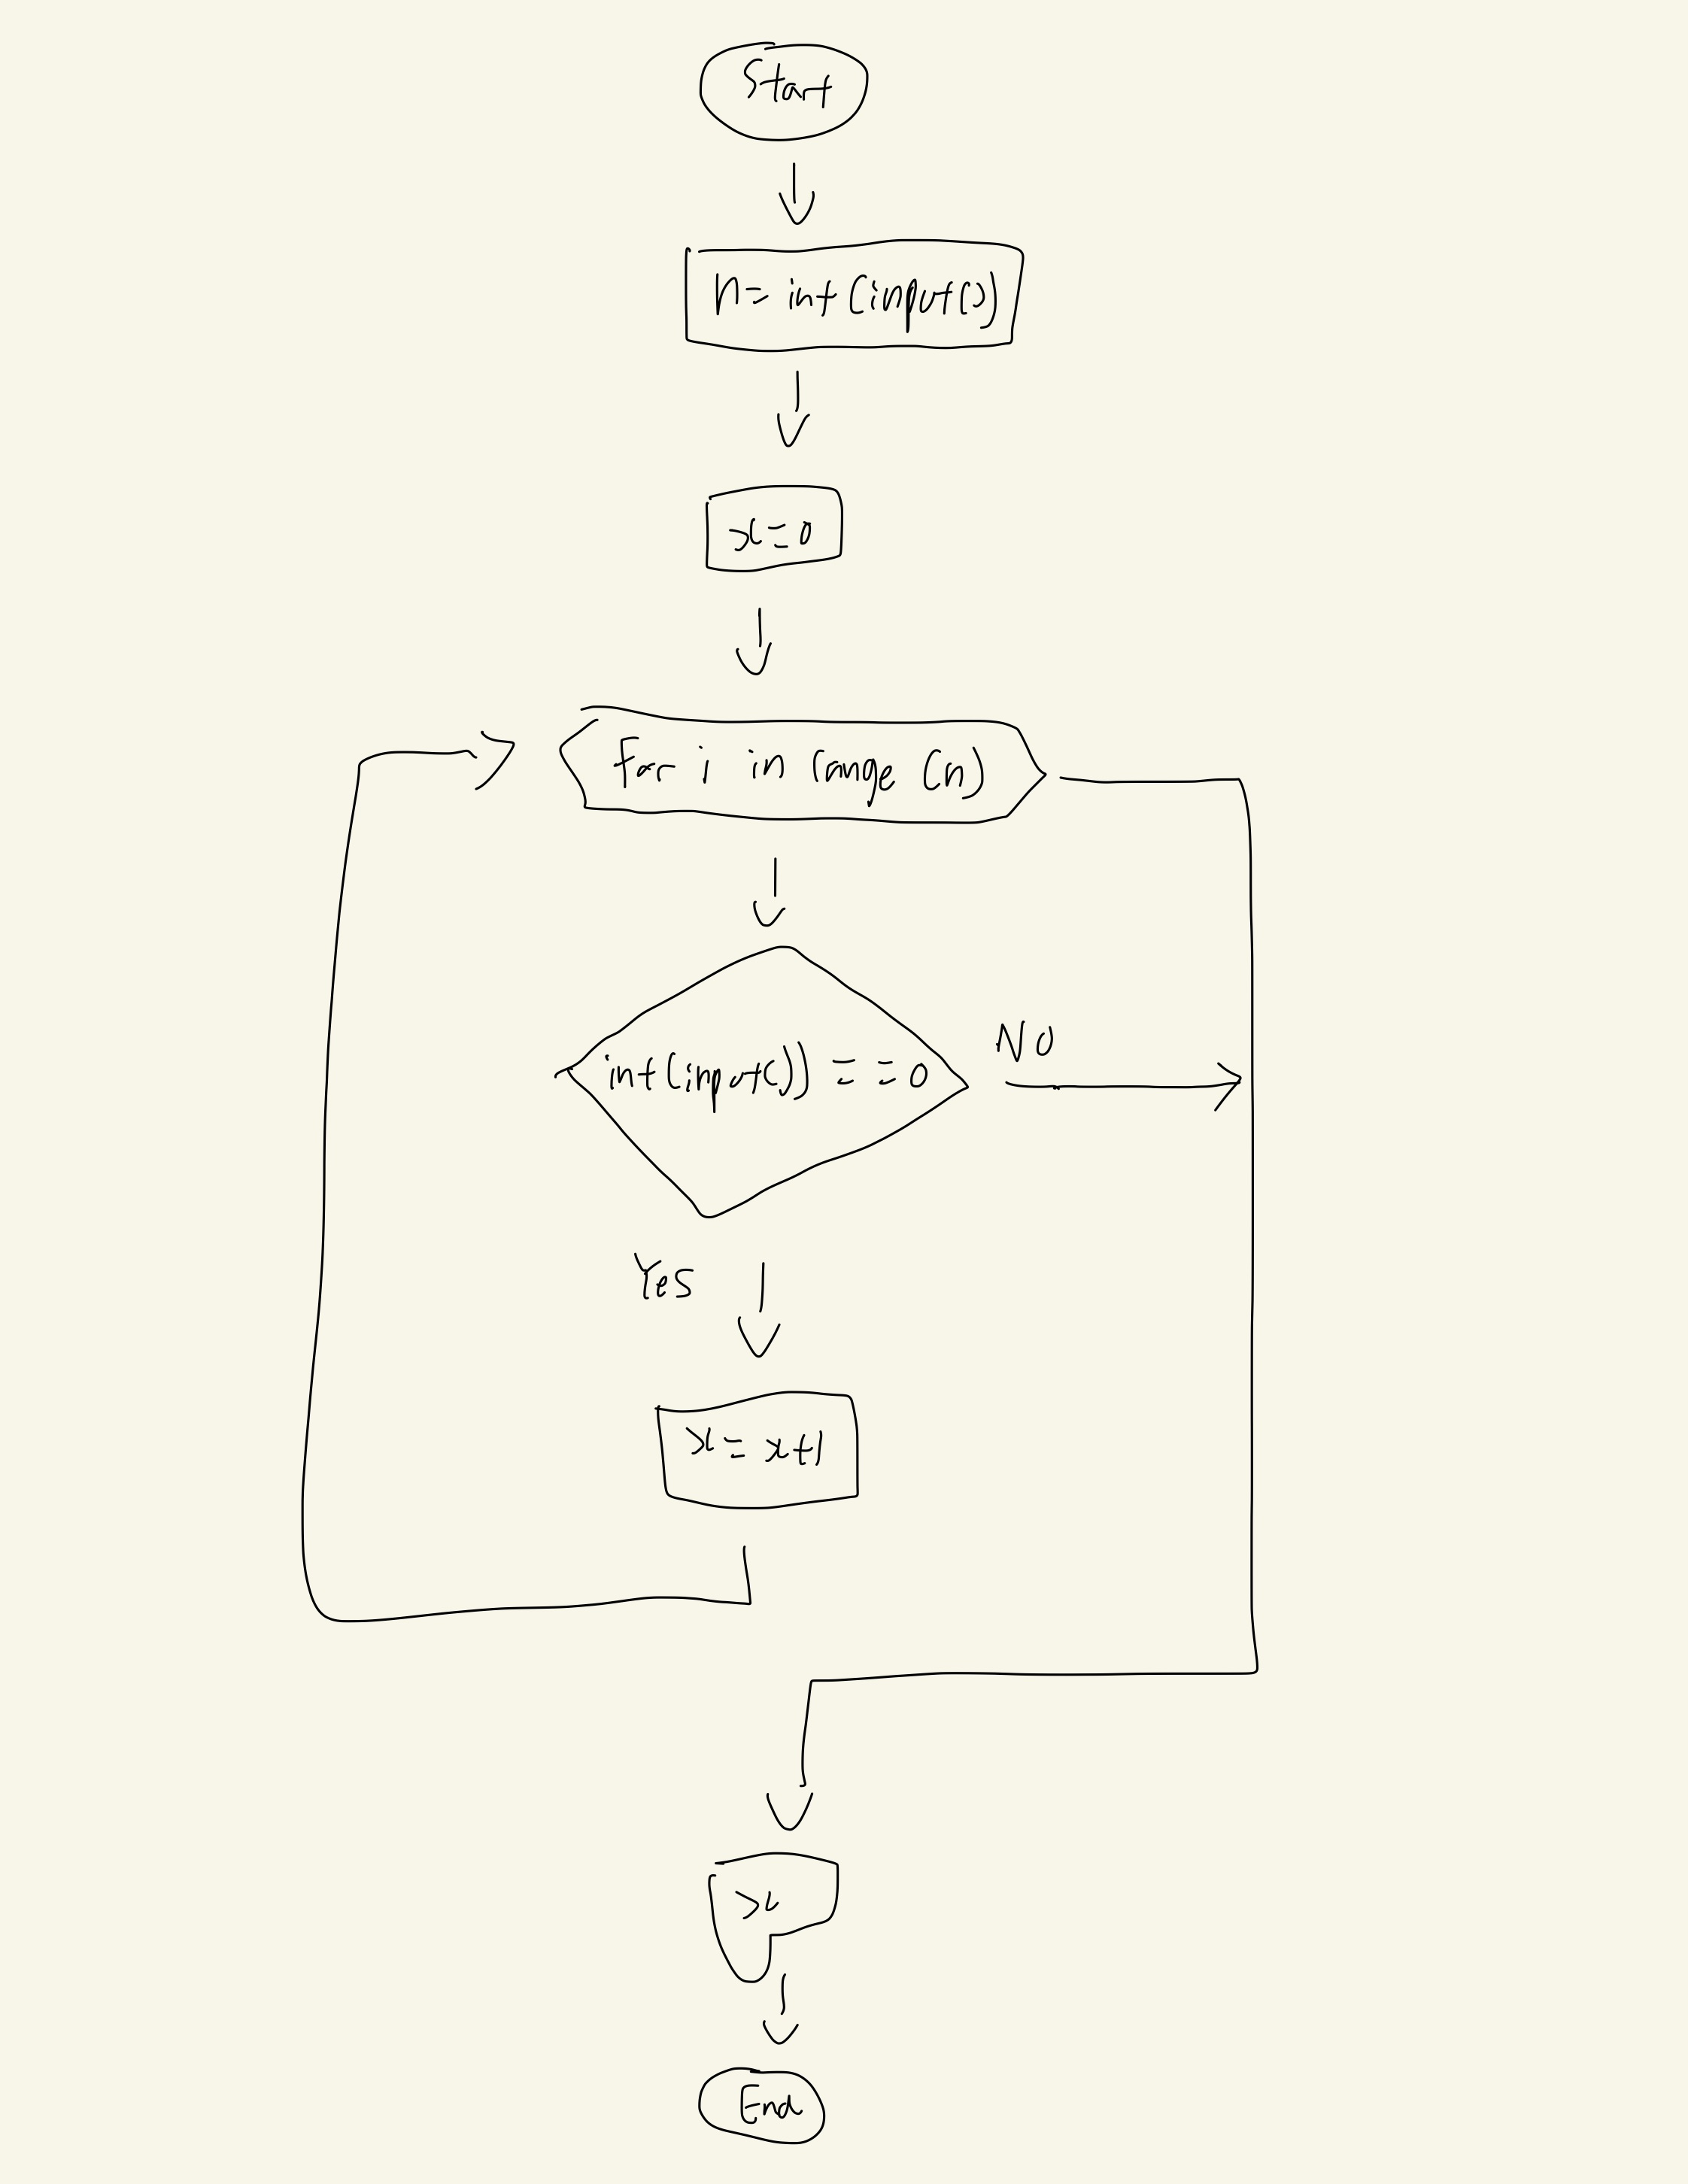 Start
n = int(input())
x = 0
for i in range (n)
int(input()) == 0
No
Yes
x = x+1
x
End